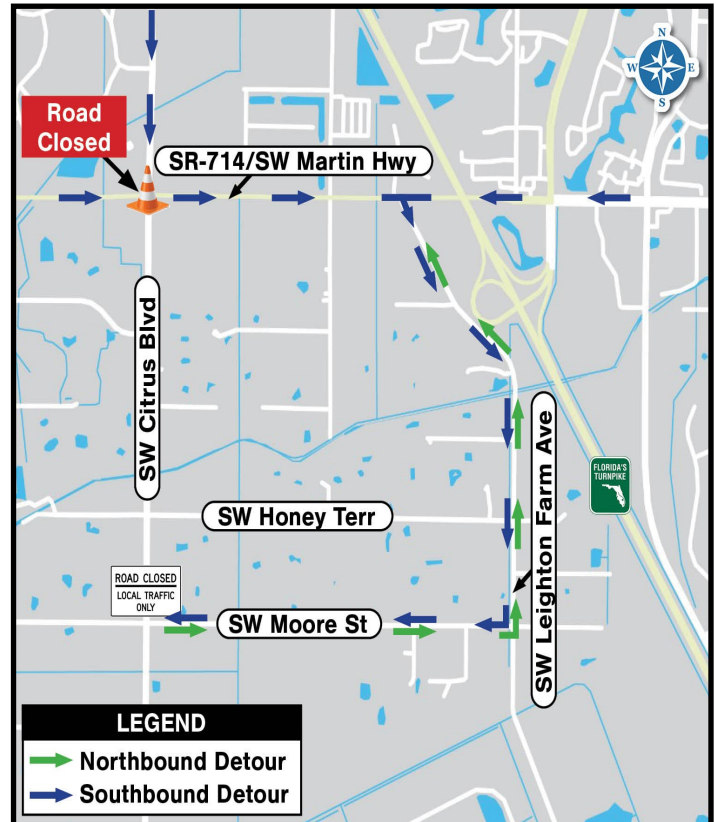 N
W
E
S
Road
Closed
SR-714/SW Martin Hwy
SW Citrus Blvd
SW Leighton Farm Ave
FLORIDA'S
TURNPIKE
SW Honey Terr
ROAD CLOSED
LOCAL TRAFFIC
ONLY
SW Moore St
LEGEND
Northbound Detour
Southbound Detour